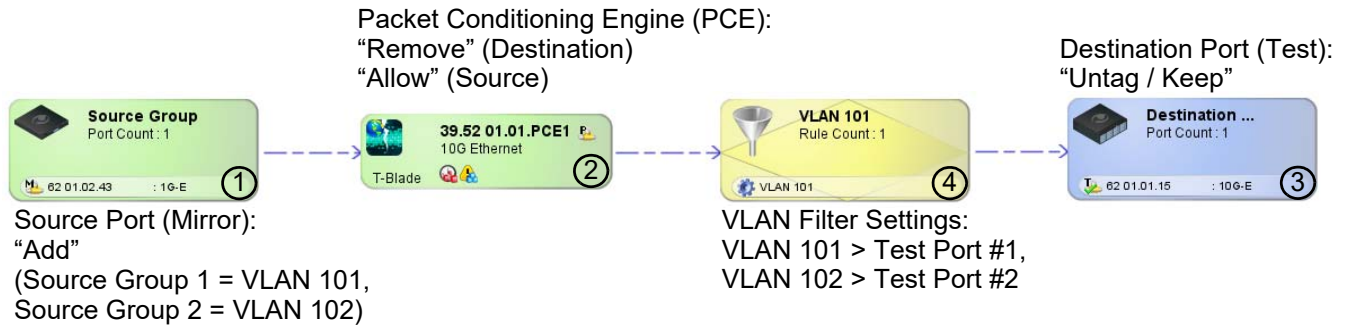 Packet Conditioning Engine (PCE):
“Remove” (Destination)
“Allow” (Source)
Destination Port (Test):
“Untag / Keep”
Source Group
Port Count : 1
M 62 01.02.43 : 1G-E
1
39.52 01.01.PCE1 P
10G Ethernet
T-Blade
2
VLAN 101
Rule Count : 1
VLAN 101
4
Destination ...
Port Count : 1
T 62 01.01.15 : 10G-E
3
Source Port (Mirror):
“Add”
(Source Group 1 = VLAN 101,
Source Group 2 = VLAN 102)
VLAN Filter Settings:
VLAN 101 > Test Port #1,
VLAN 102 > Test Port #2